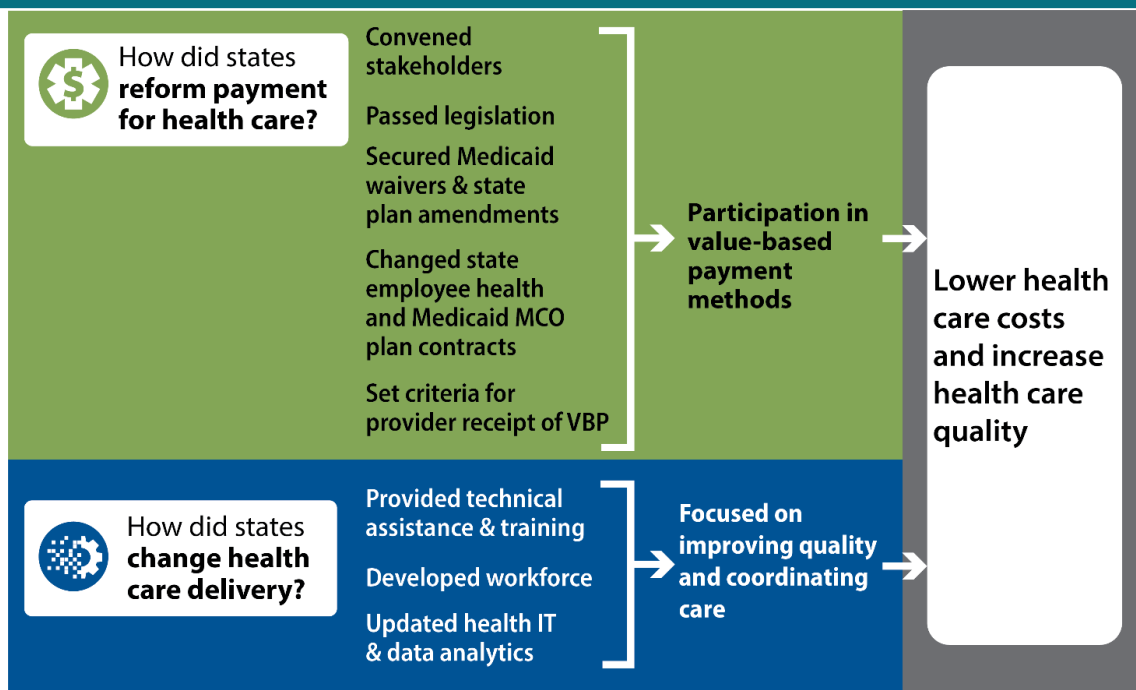 How did states
reform payment
for health care?
Convened
stakeholders
Passed legislation
Secured Medicaid
waivers & state
plan amendments
Changed state
employee health
and Medicaid MCO
plan contracts
Set criteria for
provider receipt of VBP
Participation in
value-based
payment
methods
How did states
change health
care delivery?
Provided technical
assistance & training
Developed workforce
Updated health IT
& data analytics
Focused on
improving quality
and coordinating
care
Lower health
care costs
and increase
health care
quality